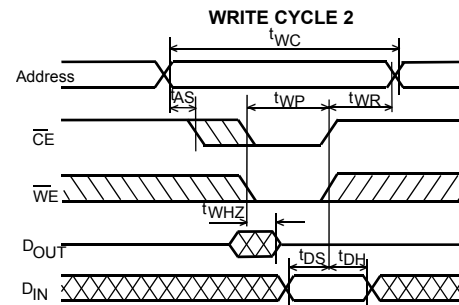 WRITE CYCLE 2
tWC
Address
tAS
tWP
tWR
CE
WE
tWHZ
DOUT
tDS
tDH
DIN